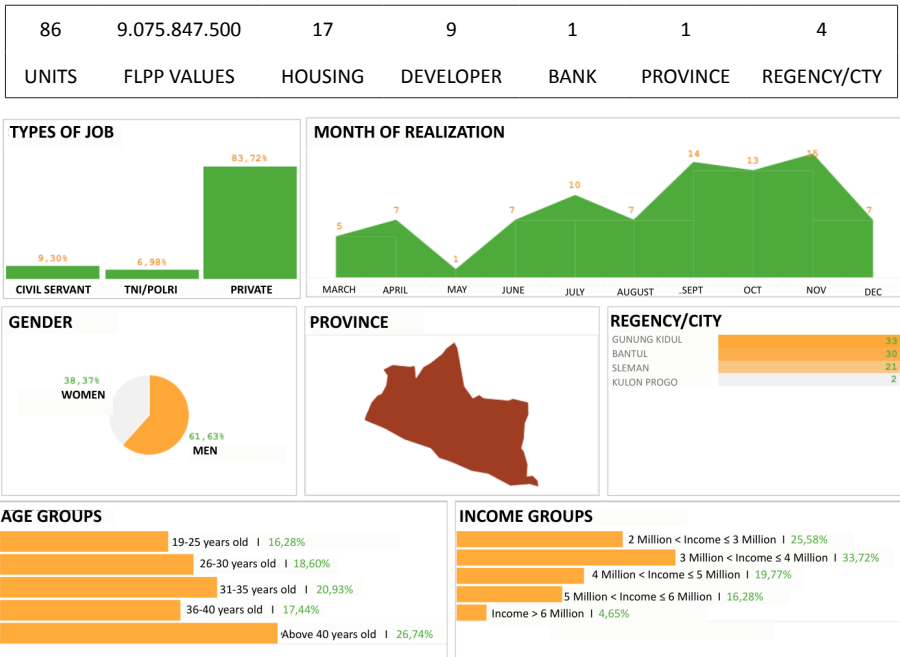 86 9.075.847.500 17 9 1 1 4
UNITS FLPP VALUES HOUSING DEVELOPER BANK PROVINCE REGENCY/CTY
TYPES OF JOB
83,72%
9,30%
6,98%
CIVIL SERVANT TNI/POLRI PRIVATE
MONTH OF REALIZATION
5 7 1 7 10 7 14 13 15 7
MARCH APRIL MAY JUNE JULY AUGUST SEPT OCT NOV DEC
GENDER
38,37%
WOMEN
61,63%
MEN
PROVINCE
REGENCY/CITY
GUNUNG KIDUL 33
BANTUL 30
SLEMAN 21
KULON PROGO 2
AGE GROUPS
19-25 years old I 16,28%
26-30 years old I 18,60%
31-35 years old I 20,93%
36-40 years old I 17,44%
Above 40 years old I 26,74%
INCOME GROUPS
2 Million < Income ≤ 3 Million I 25,58%
3 Million < Income ≤ 4 Million I 33,72%
4 Million < Income ≤ 5 Million I 19,77%
5 Million < Income ≤ 6 Million I 16,28%
Income > 6 Million I 4,65%